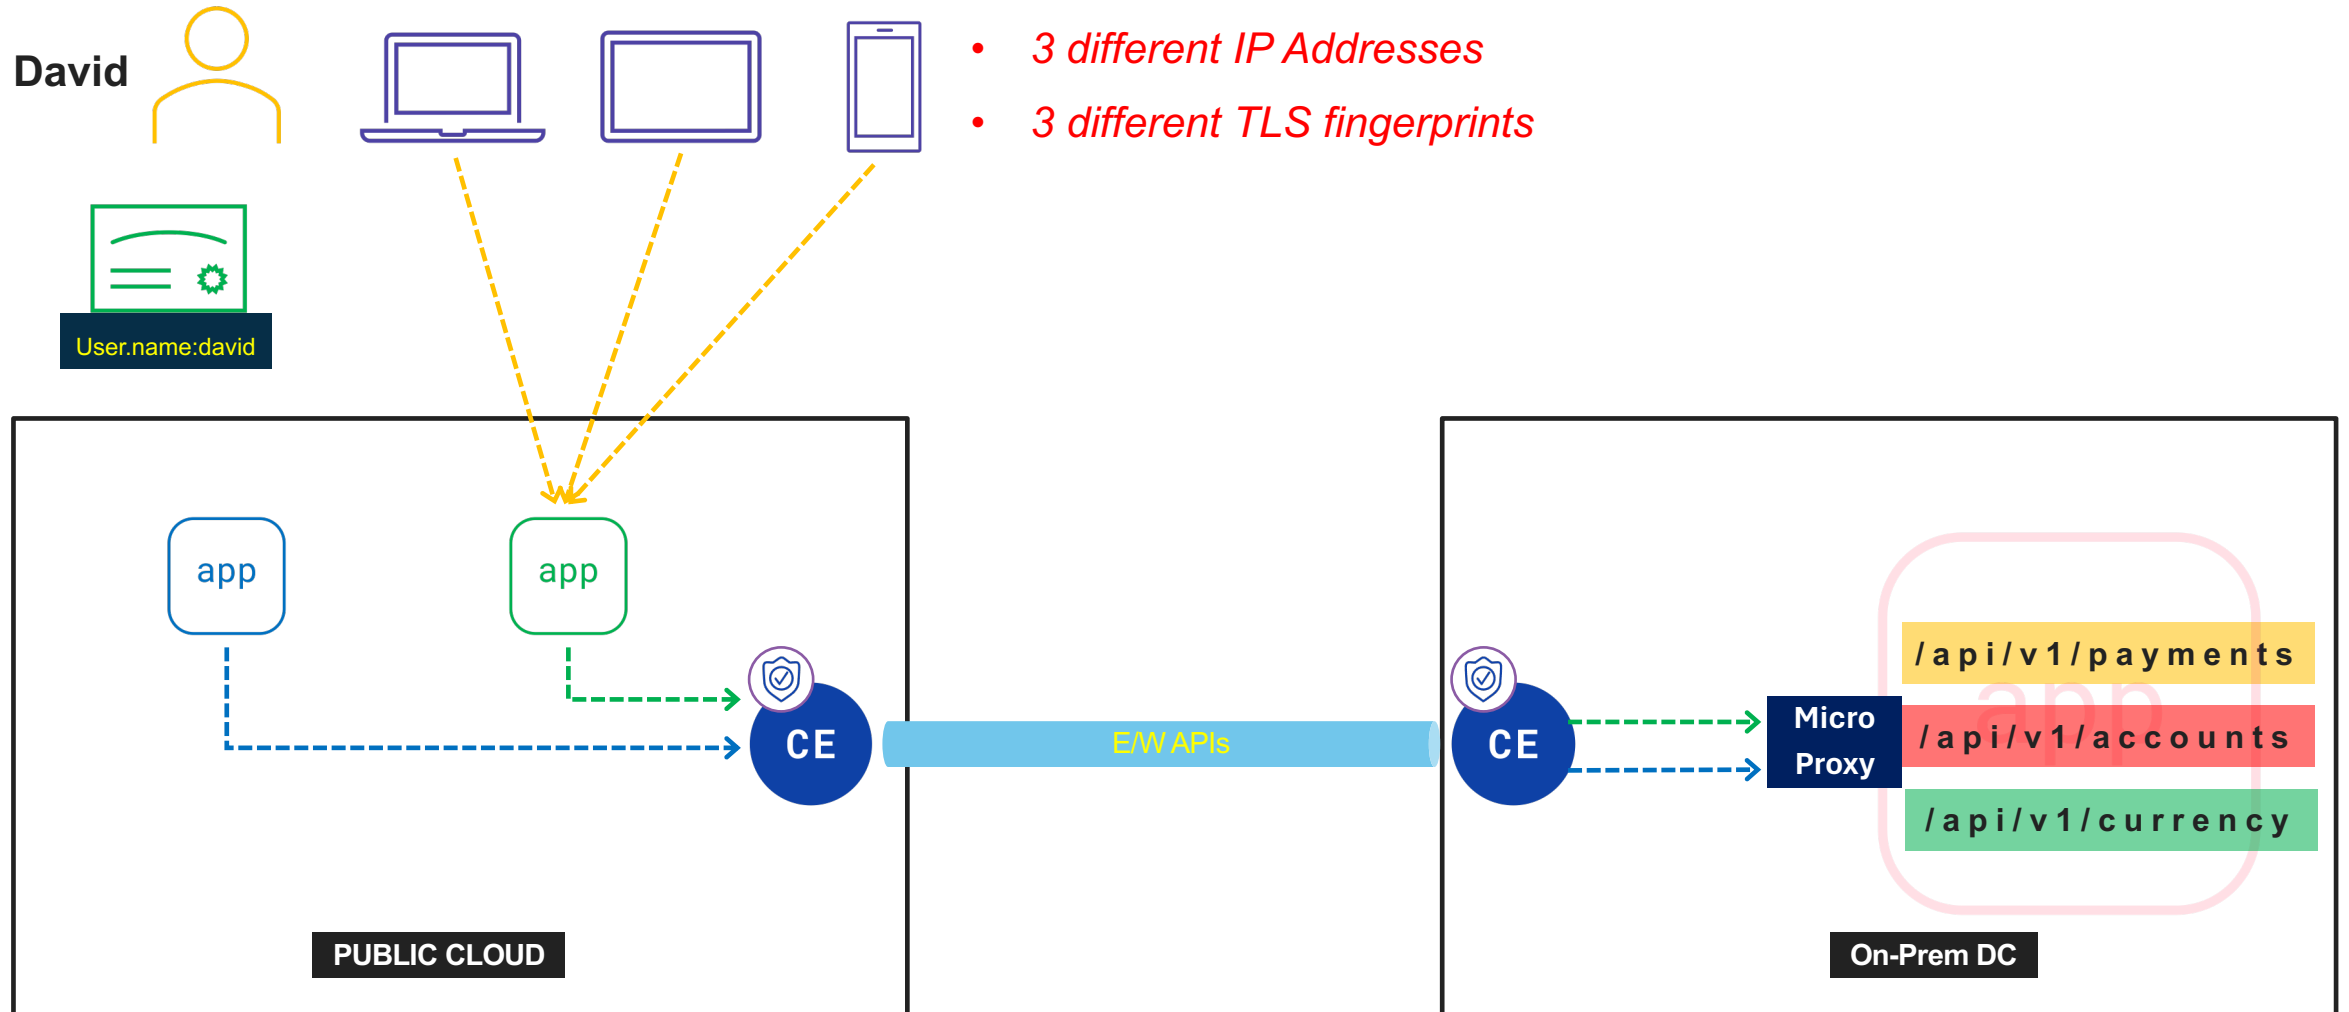 David
• 3 different IP Addresses
• 3 different TLS fingerprints
User.name:david
app
app
CE
E/W APIs
CE
Micro
Proxy
app
/api/v1/payments
/api/v1/accounts
/api/v1/currency
PUBLIC CLOUD
On-Prem DC